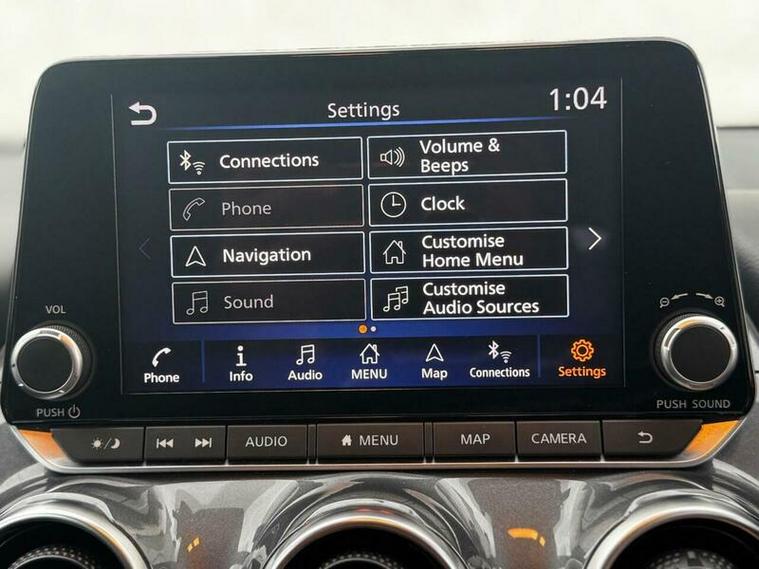 Settings
1:04
Connections
Volume &
Beeps
Phone
Clock
Navigation
Customise
Home Menu
Sound
Customise
Audio Sources
Phone
Info
Audio
MENU
Map
Connections
Settings
VOL
PUSH
PUSH SOUND
AUDIO
MENU
MAP
CAMERA